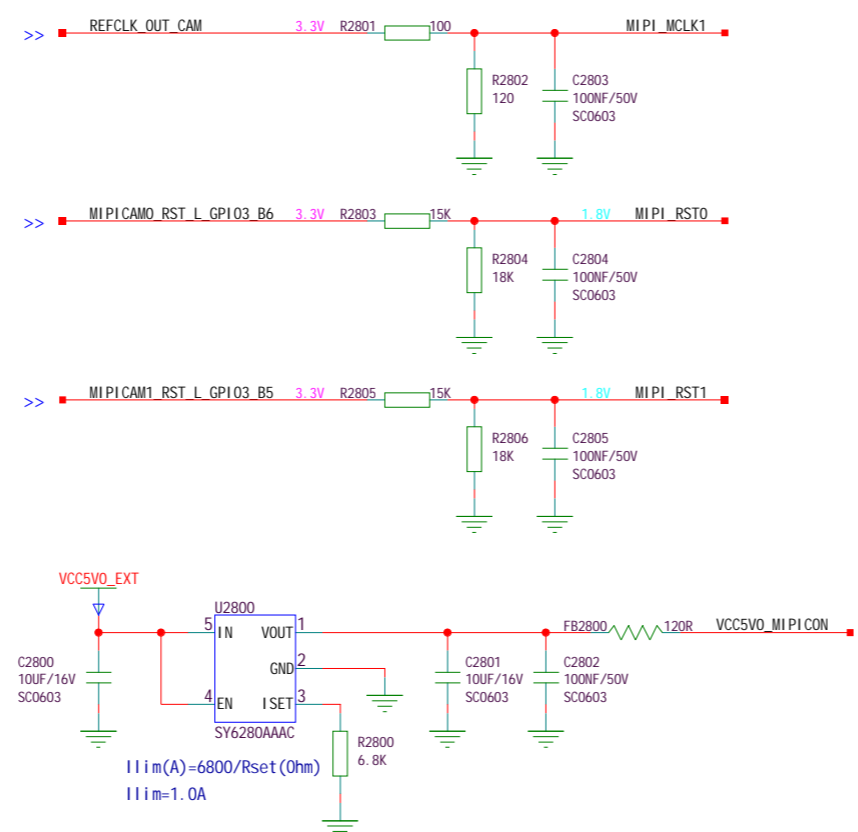 >> REFCLK_OUT_CAM 3.3V R2801 100 MIPI_MCLK1
R2802
120
C2803
100NF/50V
SC0603
>> MIPICAM0_RST_L_GPIO3_B6 3.3V R2803 15K 1.8V MIPI_RST0
R2804
18K
C2804
100NF/50V
SC0603
>> MIPICAM1_RST_L_GPIO3_B5 3.3V R2805 15K 1.8V MIPI_RST1
R2806
18K
C2805
100NF/50V
SC0603
VCC5V0_EXT
U2800
5 IN VOUT 1
FB2800 120R VCC5V0_MIPICON
C2800
10UF/16V
SC0603
GND 2
4 EN ISET 3
SY6280AAAC
C2801
10UF/16V
SC0603
C2802
100NF/50V
SC0603
R2800
6.8K
Ilim(A)=6800/Rset(Ohm)
Ilim=1.0A